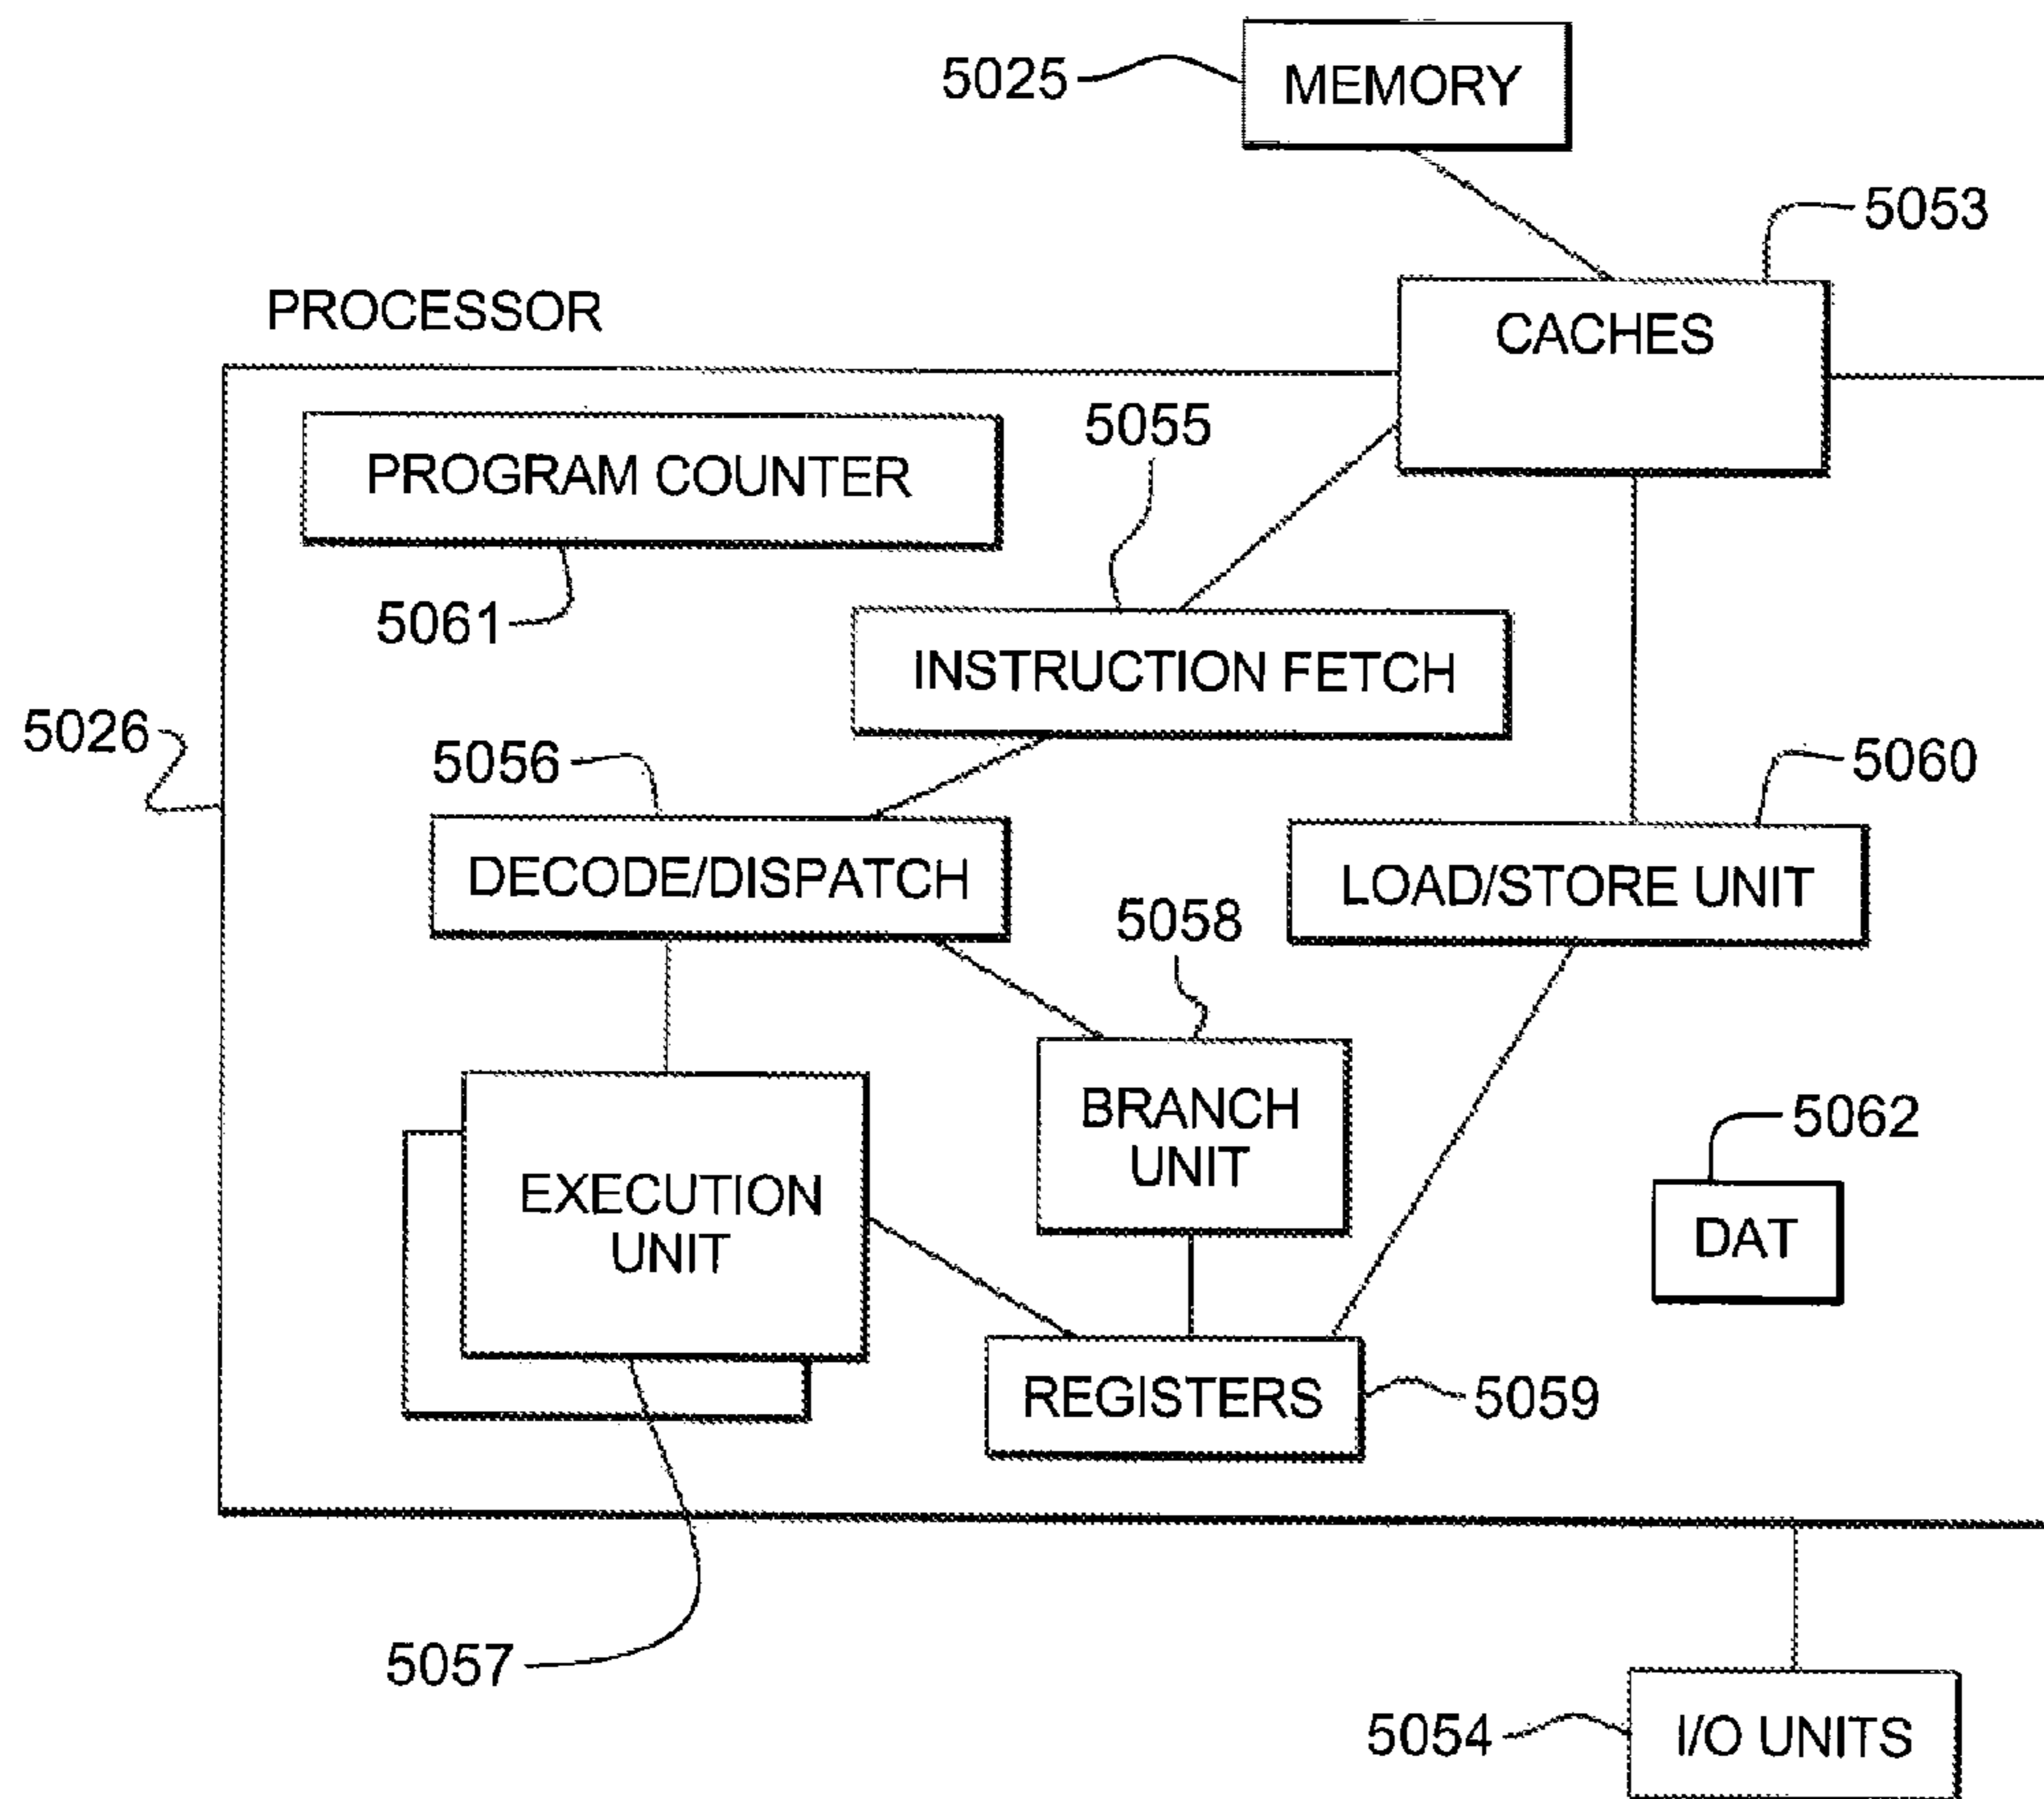 5025
MEMORY
5053
PROCESSOR
CACHES
5055
PROGRAM COUNTER
5061
INSTRUCTION FETCH
5026
5056
5060
DECODE/DISPATCH
LOAD/STORE UNIT
5058
BRANCH
UNIT
5062
EXECUTION
UNIT
DAT
REGISTERS
5059
5057
5054
I/O UNITS